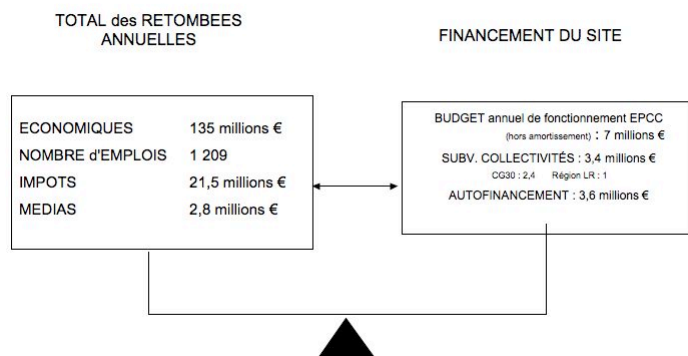 TOTAL des RETOMBEES
ANNUELLES
FINANCEMENT DU SITE
ECONOMIQUES 135 millions €
NOMBRE d'EMPLOIS 1 209
IMPOTS 21,5 millions €
MEDIAS 2,8 millions €
BUDGET annuel de fonctionnement EPCC
(hors amortissement) : 7 millions €
SUBV. COLLECTIVITÉS : 3,4 millions €
CG30 : 2,4 Région LR : 1
AUTOFINANCEMENT : 3,6 millions €